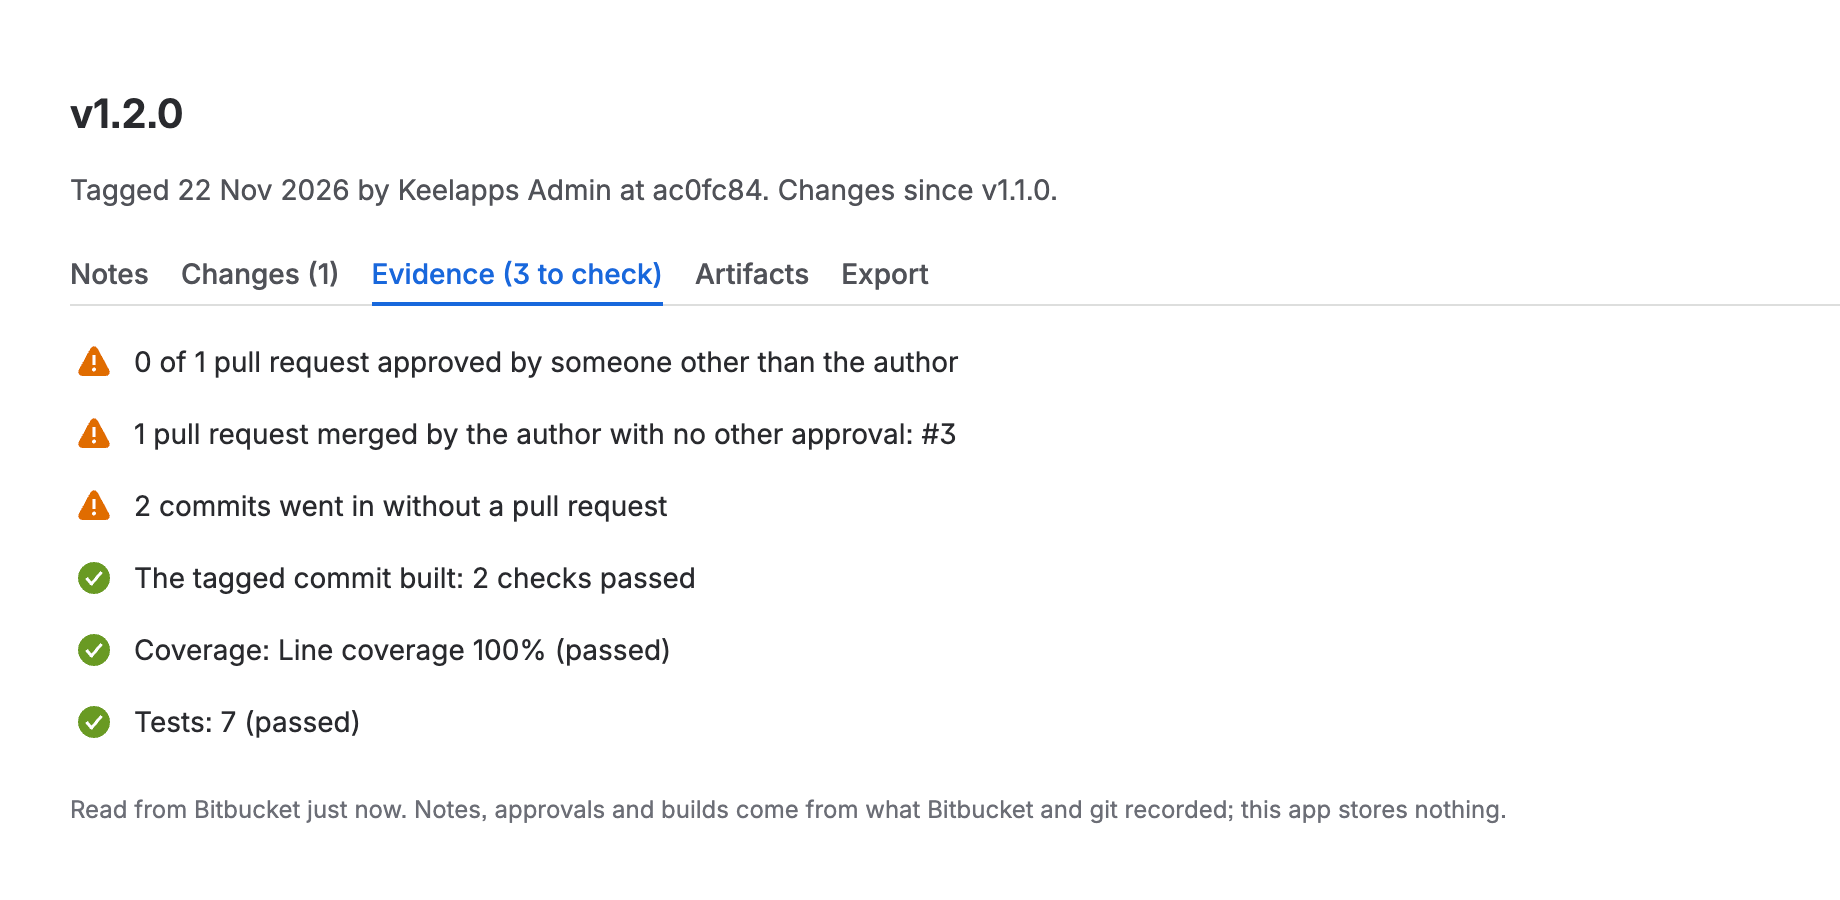 v1.2.0
Tagged 22 Nov 2026 by Keelapps Admin at ac0fc84. Changes since v1.1.0.
Notes Changes (1) Evidence (3 to check) Artifacts Export
0 of 1 pull request approved by someone other than the author
1 pull request merged by the author with no other approval: #3
2 commits went in without a pull request
The tagged commit built: 2 checks passed
Coverage: Line coverage 100% (passed)
Tests: 7 (passed)
Read from Bitbucket just now. Notes, approvals and builds come from what Bitbucket and git recorded; this app stores nothing.